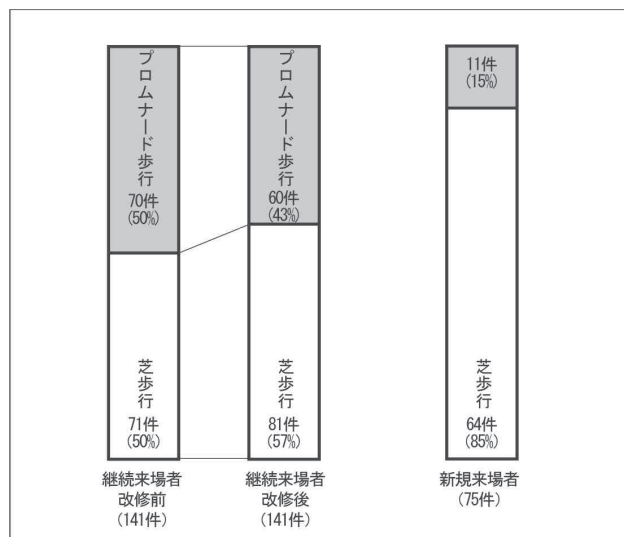 プロムナード歩行
70件
(50%)
芝歩行
71件
(50%)
継続来場者
改修前
(141件)
プロムナード歩行
60件
(43%)
芝歩行
81件
(57%)
継続来場者
改修後
(141件)
11件
(15%)
芝歩行
64件
(85%)
新規来場者
(75件)